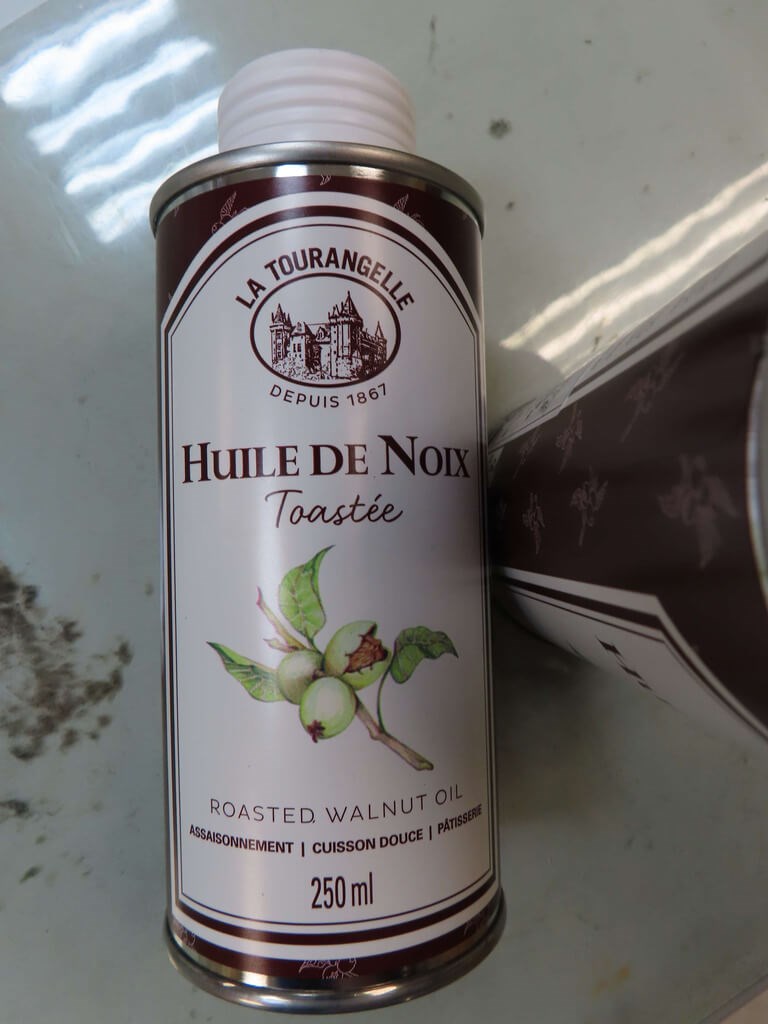 LA TOURANGELLE
DEPUIS 1867
HUILE DE NOIX
Toastée
ROASTED WALNUT OIL
ASSAISONNEMENT | CUISSON DOUCE | PÂTISSERIE
250 ml